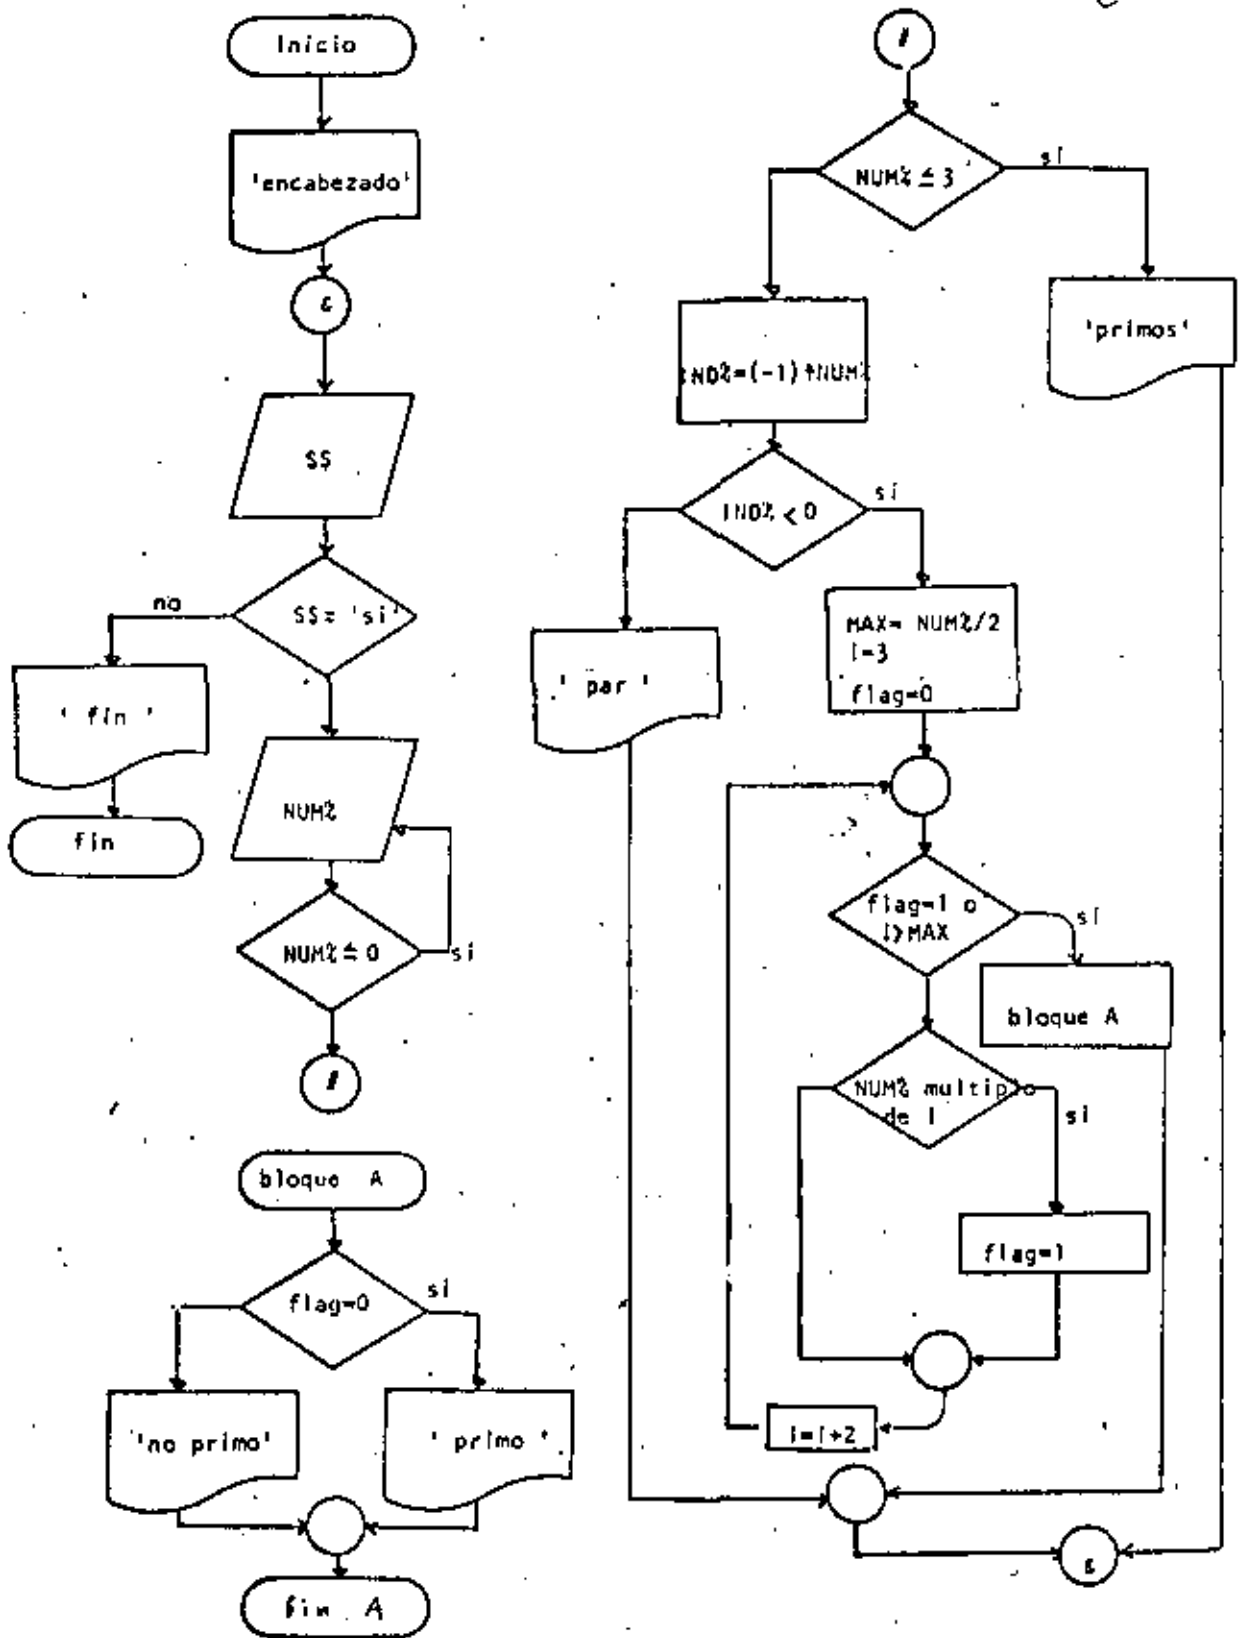 Inicio
'encabezado'
&
S$
S$= 'si'
no
' fin '
fin
NUM%
NUM% ≤ 0
si
#
bloque A
flag=0
si
'no primo'
' primo '
fin A
#
NUM% ≤ 3
si
'primos'
IND%=(-1)↑NUM%
IND% < 0
si
' par '
MAX= NUM%/2
I=3
flag=0
flag=1 o
I>MAX
si
bloque A
NUM% multiplo
de I
si
flag=1
i=i+2
&